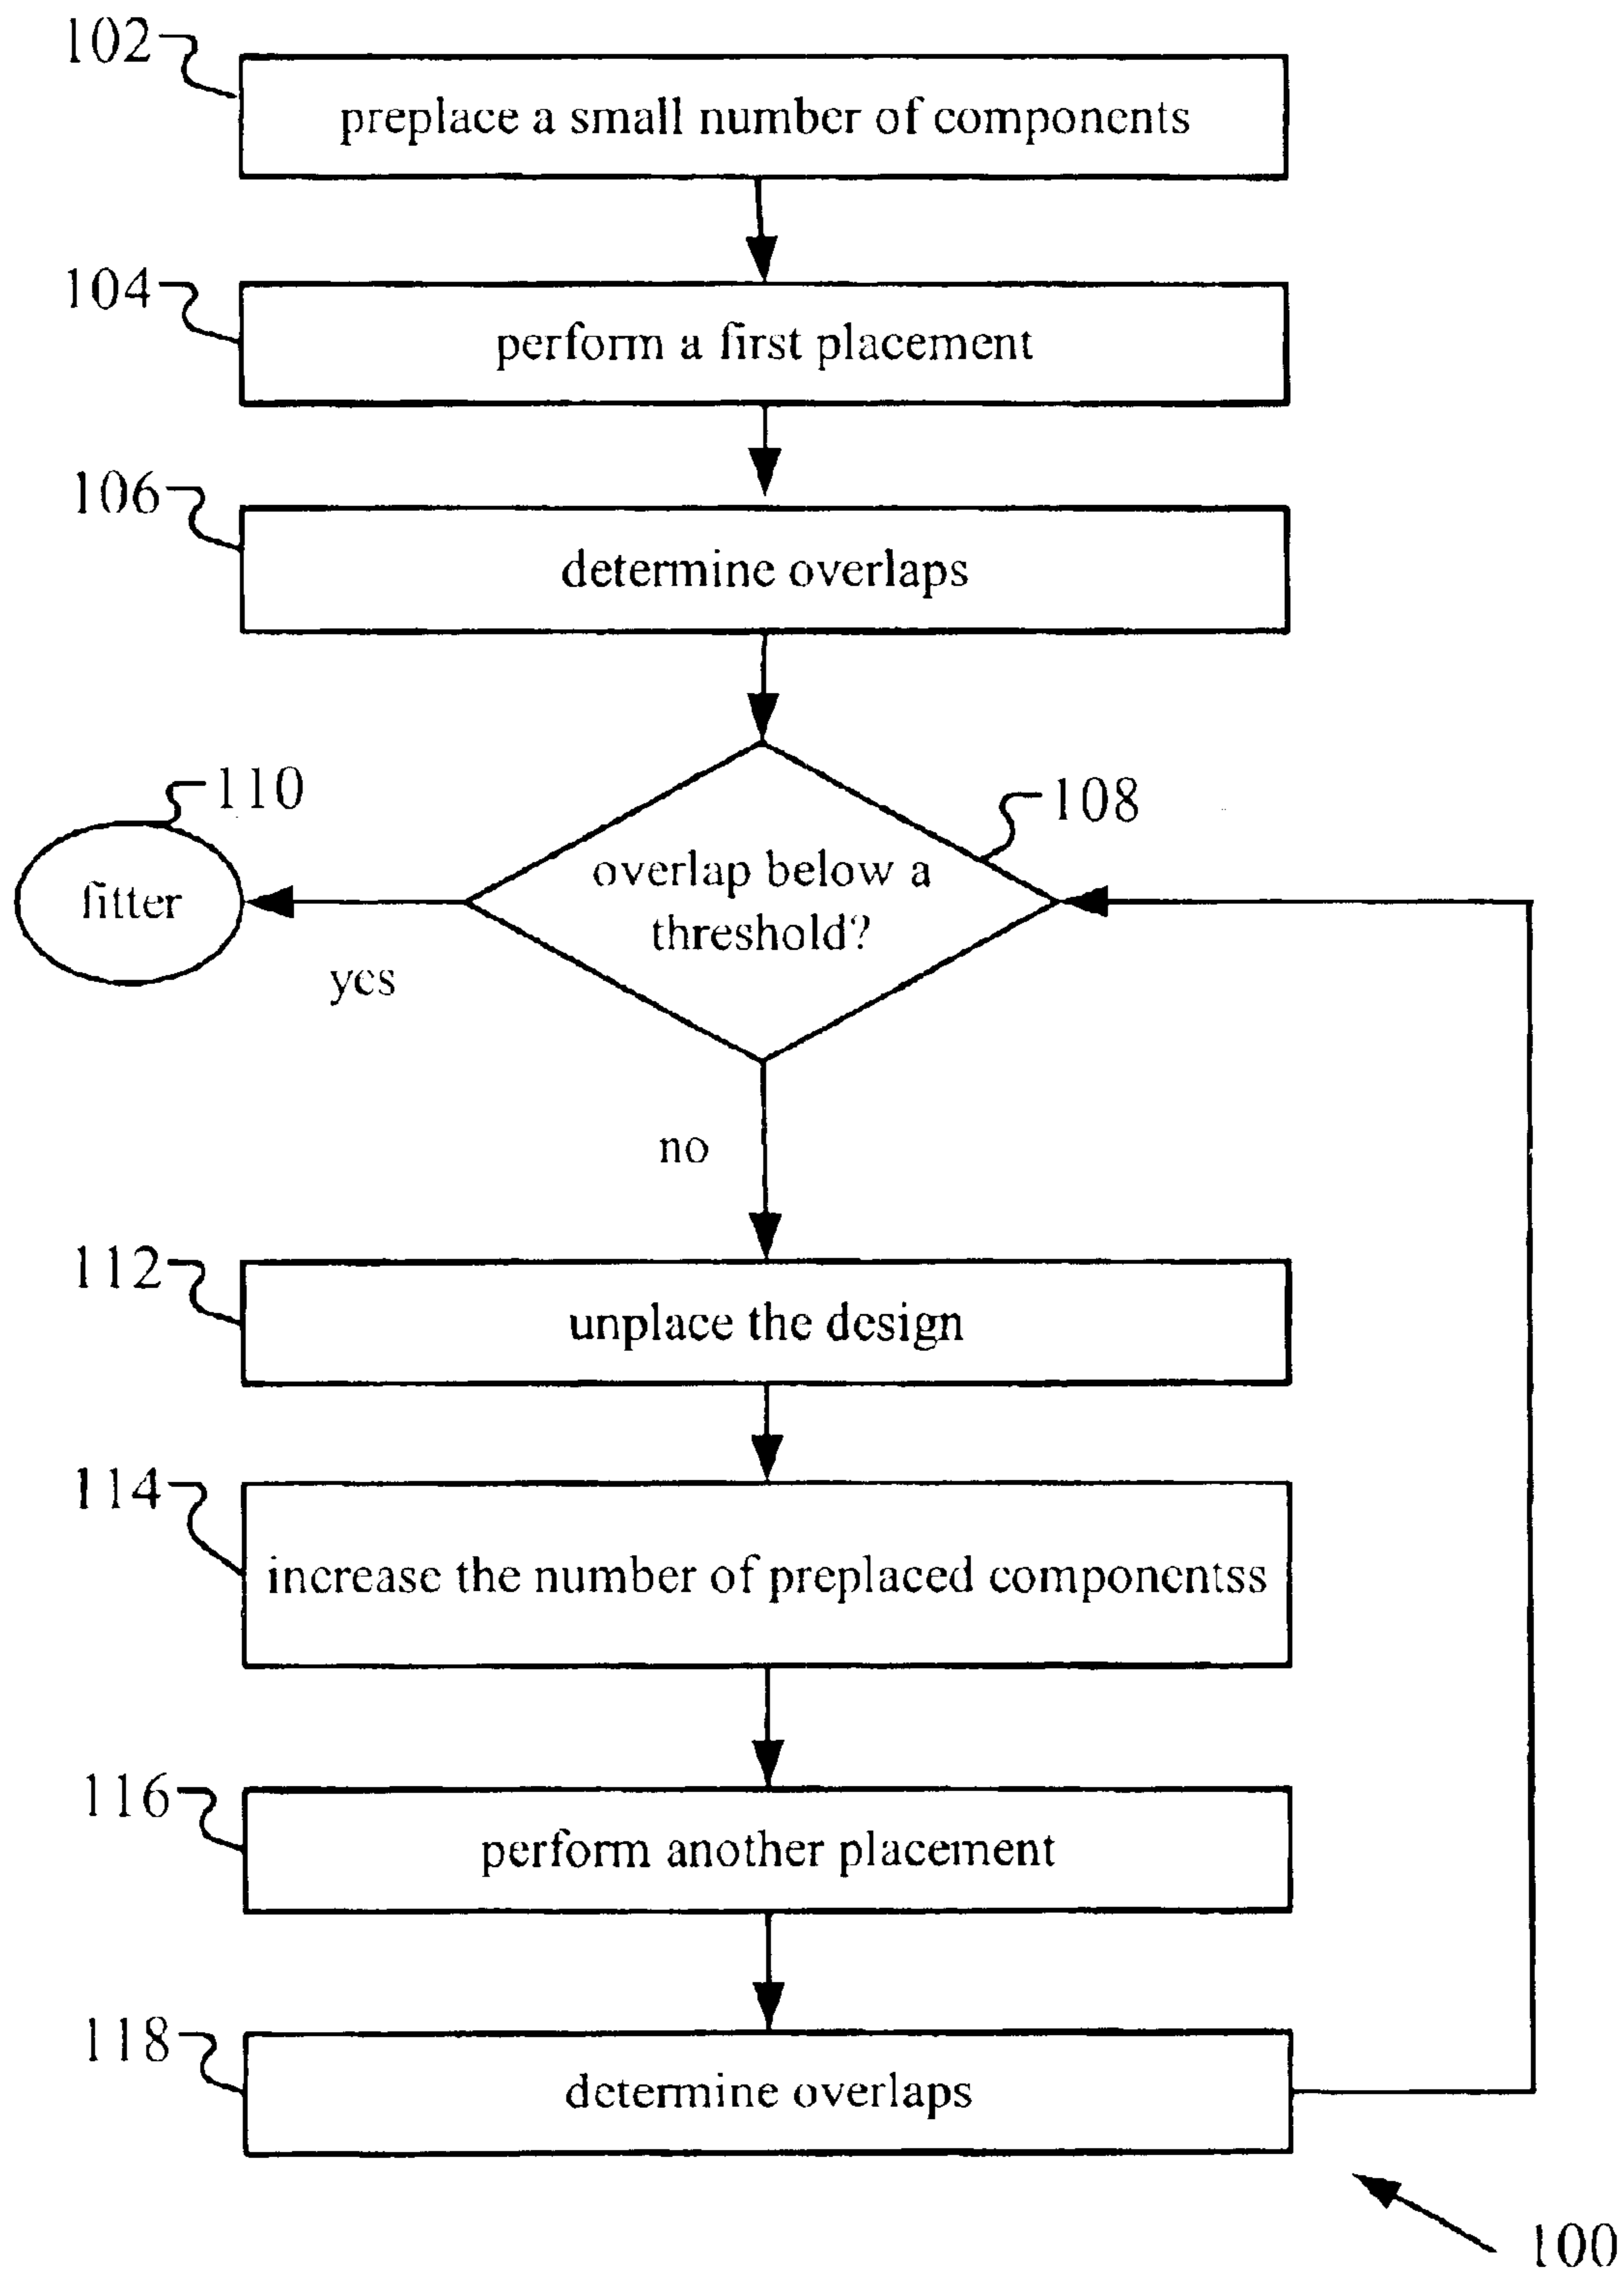 102
preplace a small number of components
104
perform a first placement
106
determine overlaps
110
108
overlap below a
threshold?
fitter
yes
no
112
unplace the design
114
increase the number of preplaced componentss
116
perform another placement
118
determine overlaps
100